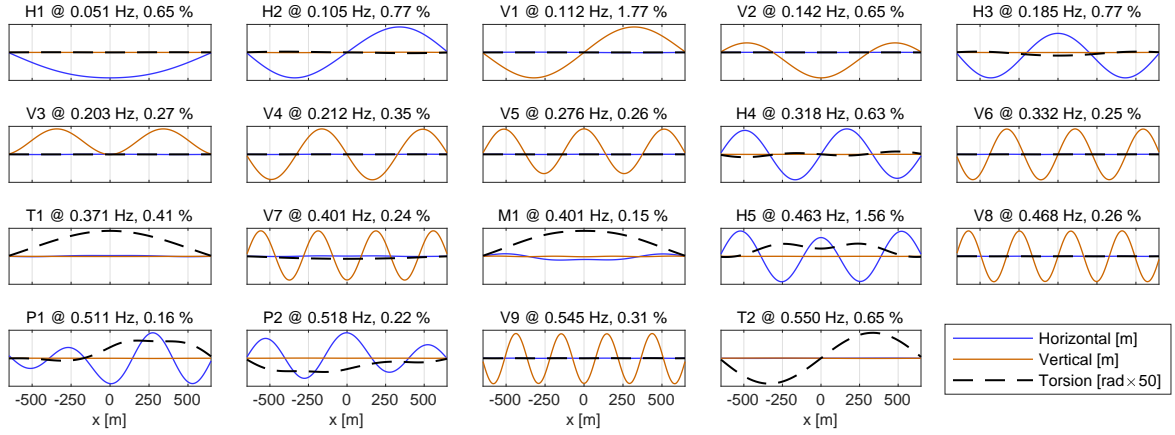 H1 @ 0.051 Hz, 0.65 %
H2 @ 0.105 Hz, 0.77 %
V1 @ 0.112 Hz, 1.77 %
V2 @ 0.142 Hz, 0.65 %
H3 @ 0.185 Hz, 0.77 %
V3 @ 0.203 Hz, 0.27 %
V4 @ 0.212 Hz, 0.35 %
V5 @ 0.276 Hz, 0.26 %
H4 @ 0.318 Hz, 0.63 %
V6 @ 0.332 Hz, 0.25 %
T1 @ 0.371 Hz, 0.41 %
V7 @ 0.401 Hz, 0.24 %
M1 @ 0.401 Hz, 0.15 %
H5 @ 0.463 Hz, 1.56 %
V8 @ 0.468 Hz, 0.26 %
P1 @ 0.511 Hz, 0.16 %
P2 @ 0.518 Hz, 0.22 %
V9 @ 0.545 Hz, 0.31 %
T2 @ 0.550 Hz, 0.65 %
Horizontal [m]
Vertical [m]
Torsion [rad×50]
-500 -250 0 250 500
-500 -250 0 250 500
-500 -250 0 250 500
-500 -250 0 250 500
x [m]
x [m]
x [m]
x [m]